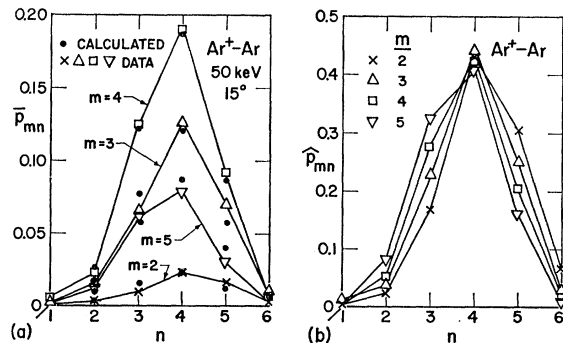 0.20
● CALCULATED
× △ □ ▽ DATA
Ar⁺–Ar
50 keV
15°
0.15
m=4
p̄mn
0.10
m=3
0.05
m=5
m=2
0
1 2 3 4 5 6
(a) n
m
× 2
△ 3
□ 4
▽ 5
Ar⁺–Ar
0.4
0.3
p̂mn
0.2
0.1
0
1 2 3 4 5 6
(b) n